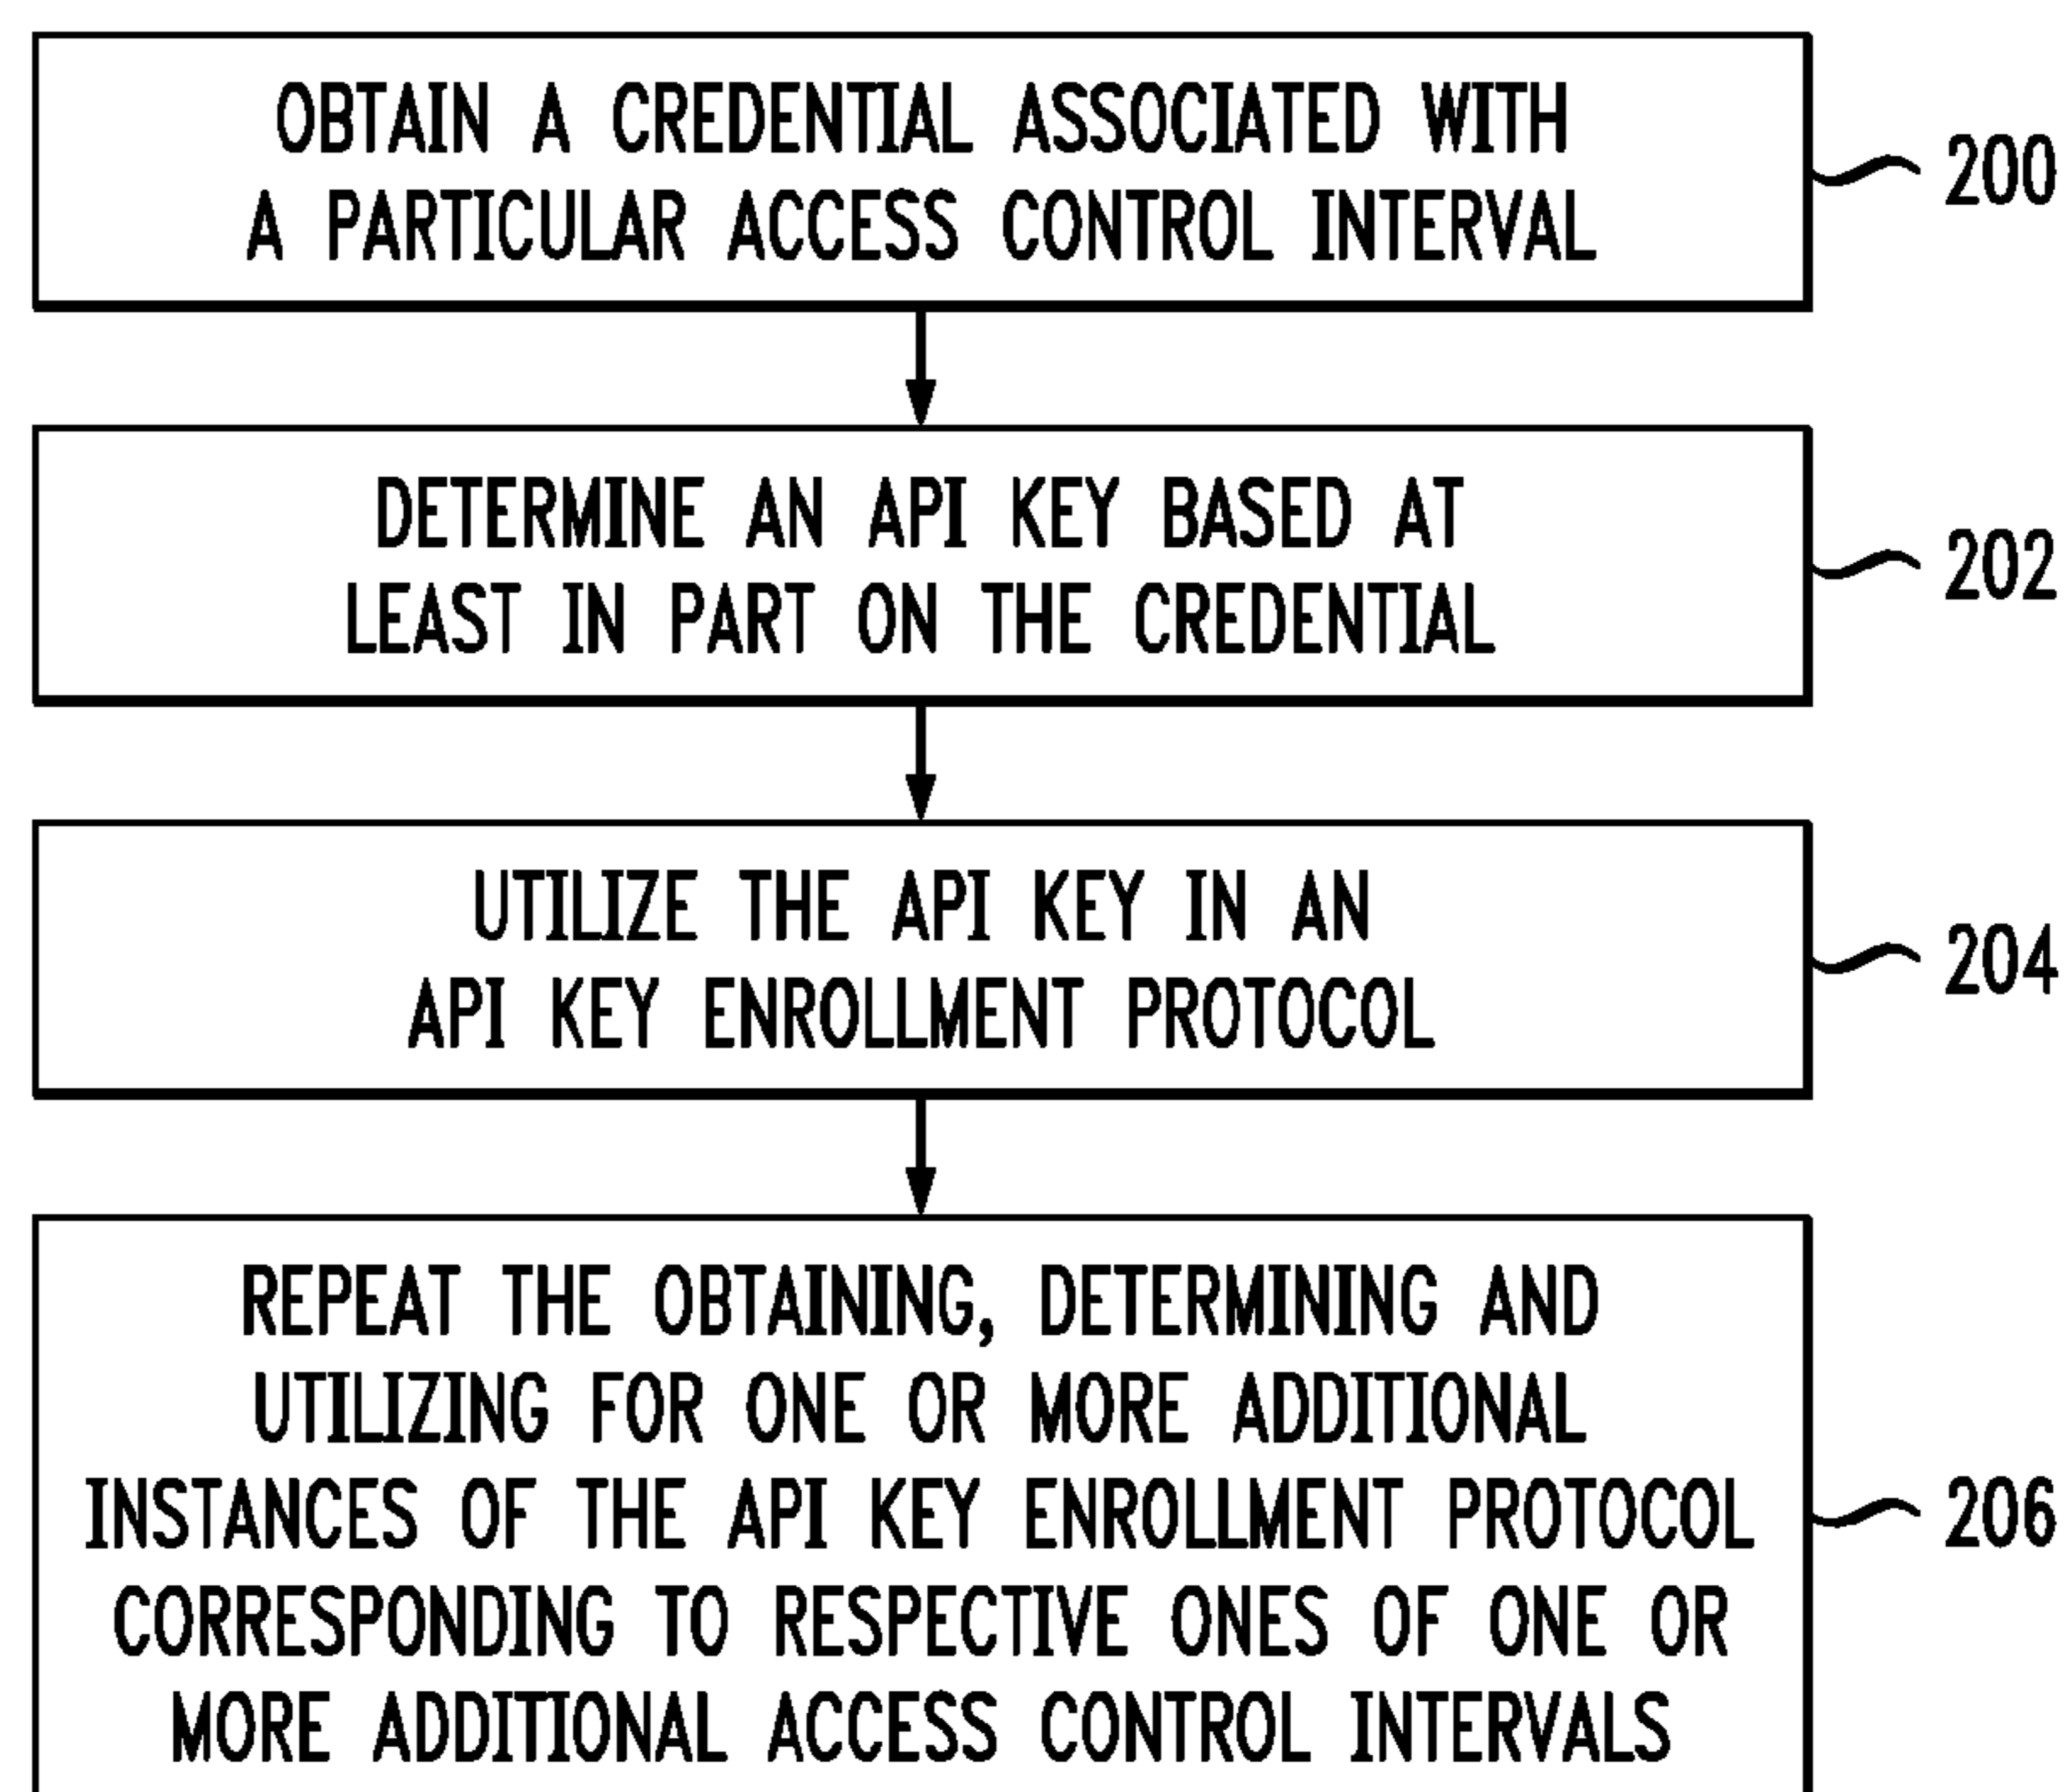 OBTAIN A CREDENTIAL ASSOCIATED WITH
A PARTICULAR ACCESS CONTROL INTERVAL
200
DETERMINE AN API KEY BASED AT
LEAST IN PART ON THE CREDENTIAL
202
UTILIZE THE API KEY IN AN
API KEY ENROLLMENT PROTOCOL
204
REPEAT THE OBTAINING, DETERMINING AND
UTILIZING FOR ONE OR MORE ADDITIONAL
INSTANCES OF THE API KEY ENROLLMENT PROTOCOL
CORRESPONDING TO RESPECTIVE ONES OF ONE OR
MORE ADDITIONAL ACCESS CONTROL INTERVALS
206